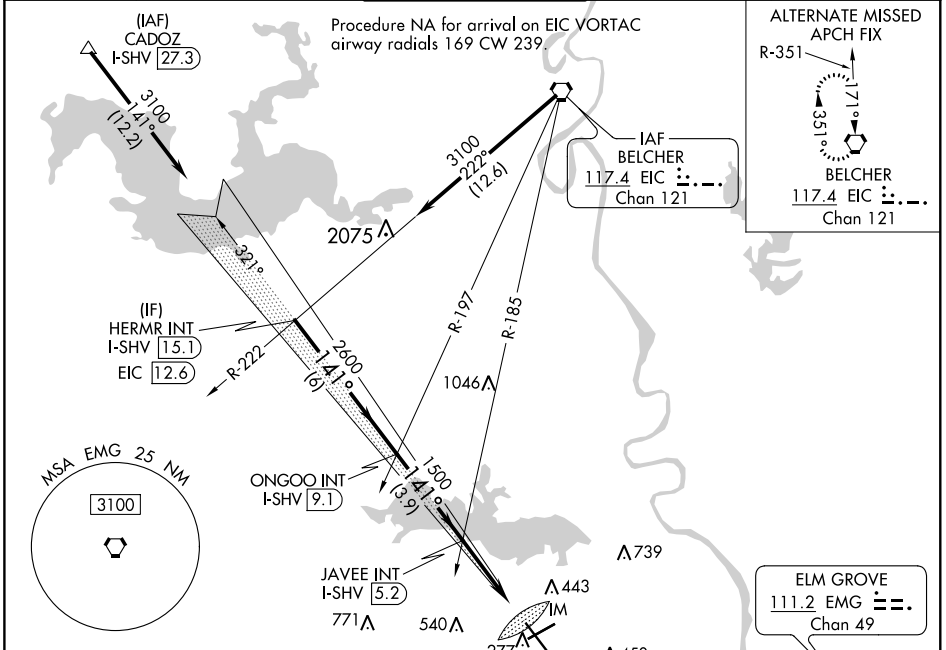 Procedure NA for arrival on EIC VORTAC
airway radials 169 CW 239.
(IAF)
CADOZ
I-SHV 27.3
3100
141°
(12.2)
3100
222°
(12.6)
IAF
BELCHER
117.4 EIC
Chan 121
ALTERNATE MISSED
APCH FIX
R-351
171°
351°
BELCHER
117.4 EIC
Chan 121
2075
321°
(IF)
HERMR INT
I-SHV 15.1
EIC 12.6
R-222
2600
141°
(6)
R-197
R-185
1046
MSA EMG 25 NM
3100
ONGOO INT
I-SHV 9.1
1500
141°
(3.9)
JAVEE INT
I-SHV 5.2
739
443
IM
771
540
277
ELM GROVE
111.2 EMG
Chan 49